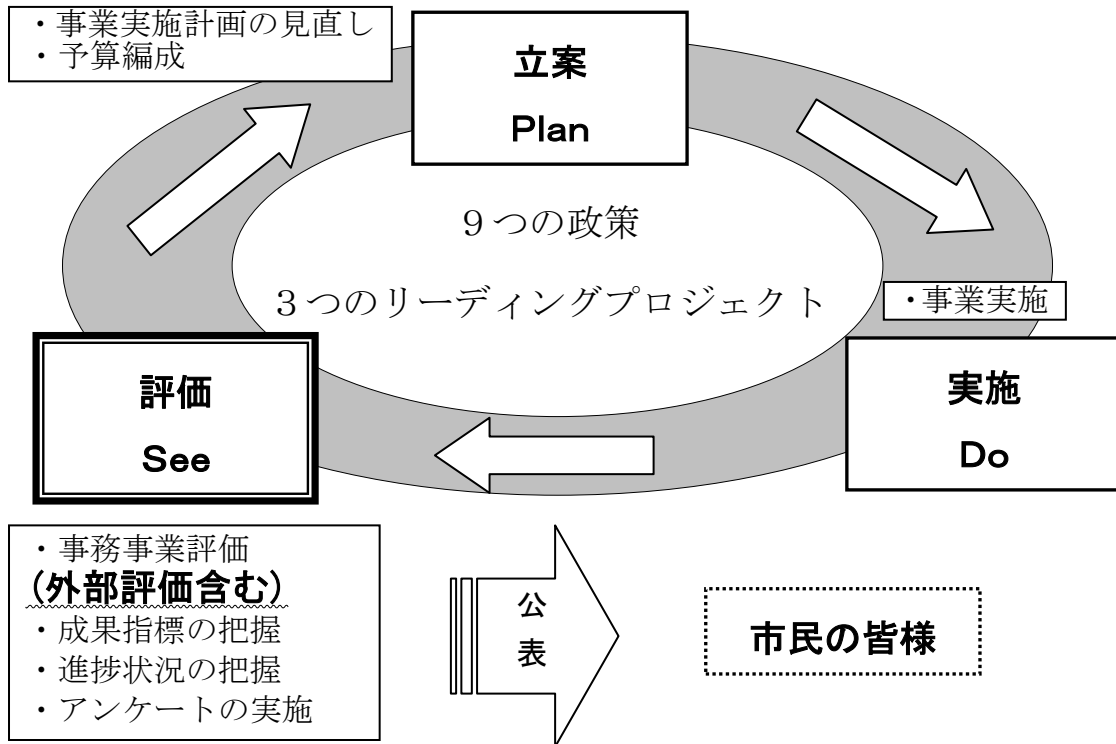 ・事業実施計画の見直し
・予算編成
立案
Plan
９つの政策
３つのリーディングプロジェクト
・事業実施
実施
Do
評価
See
・事務事業評価
(外部評価含む)
・成果指標の把握
・進捗状況の把握
・アンケートの実施
公
表
市民の皆様